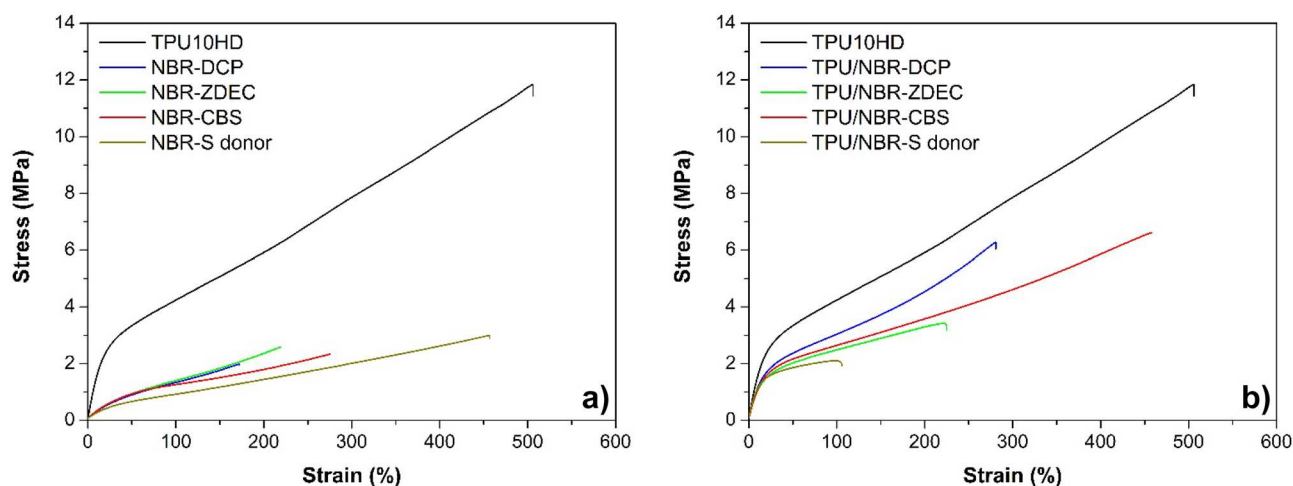 14
12
10
8
6
4
2
0
Stress (MPa)
TPU10HD
NBR-DCP
NBR-ZDEC
NBR-CBS
NBR-S donor
a)
0 100 200 300 400 500 600
Strain (%)
14
12
10
8
6
4
2
0
Stress (MPa)
TPU10HD
TPU/NBR-DCP
TPU/NBR-ZDEC
TPU/NBR-CBS
TPU/NBR-S donor
b)
0 100 200 300 400 500 600
Strain (%)